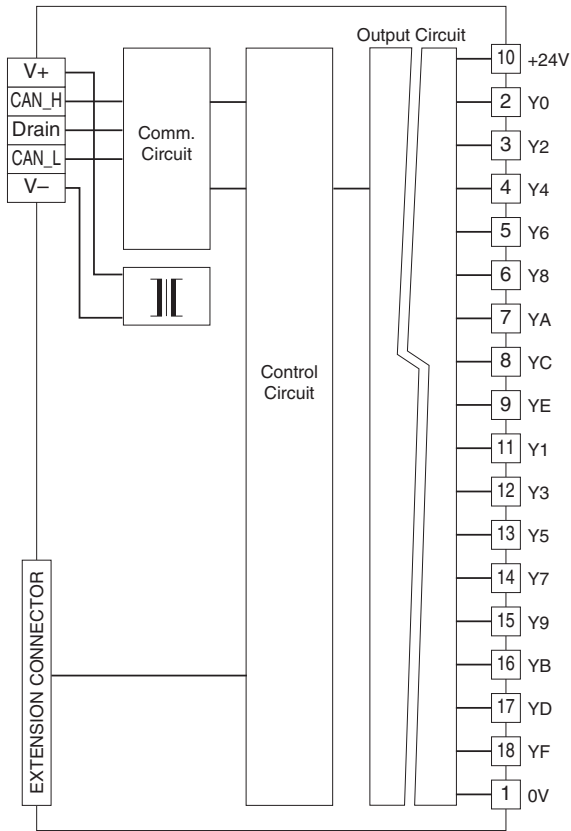 Output Circuit
V+
CAN_H
Drain
CAN_L
V–
Comm.
Circuit
Control
Circuit
EXTENSION CONNECTOR
10 +24V
2 Y0
3 Y2
4 Y4
5 Y6
6 Y8
7 YA
8 YC
9 YE
11 Y1
12 Y3
13 Y5
14 Y7
15 Y9
16 YB
17 YD
18 YF
1 0V